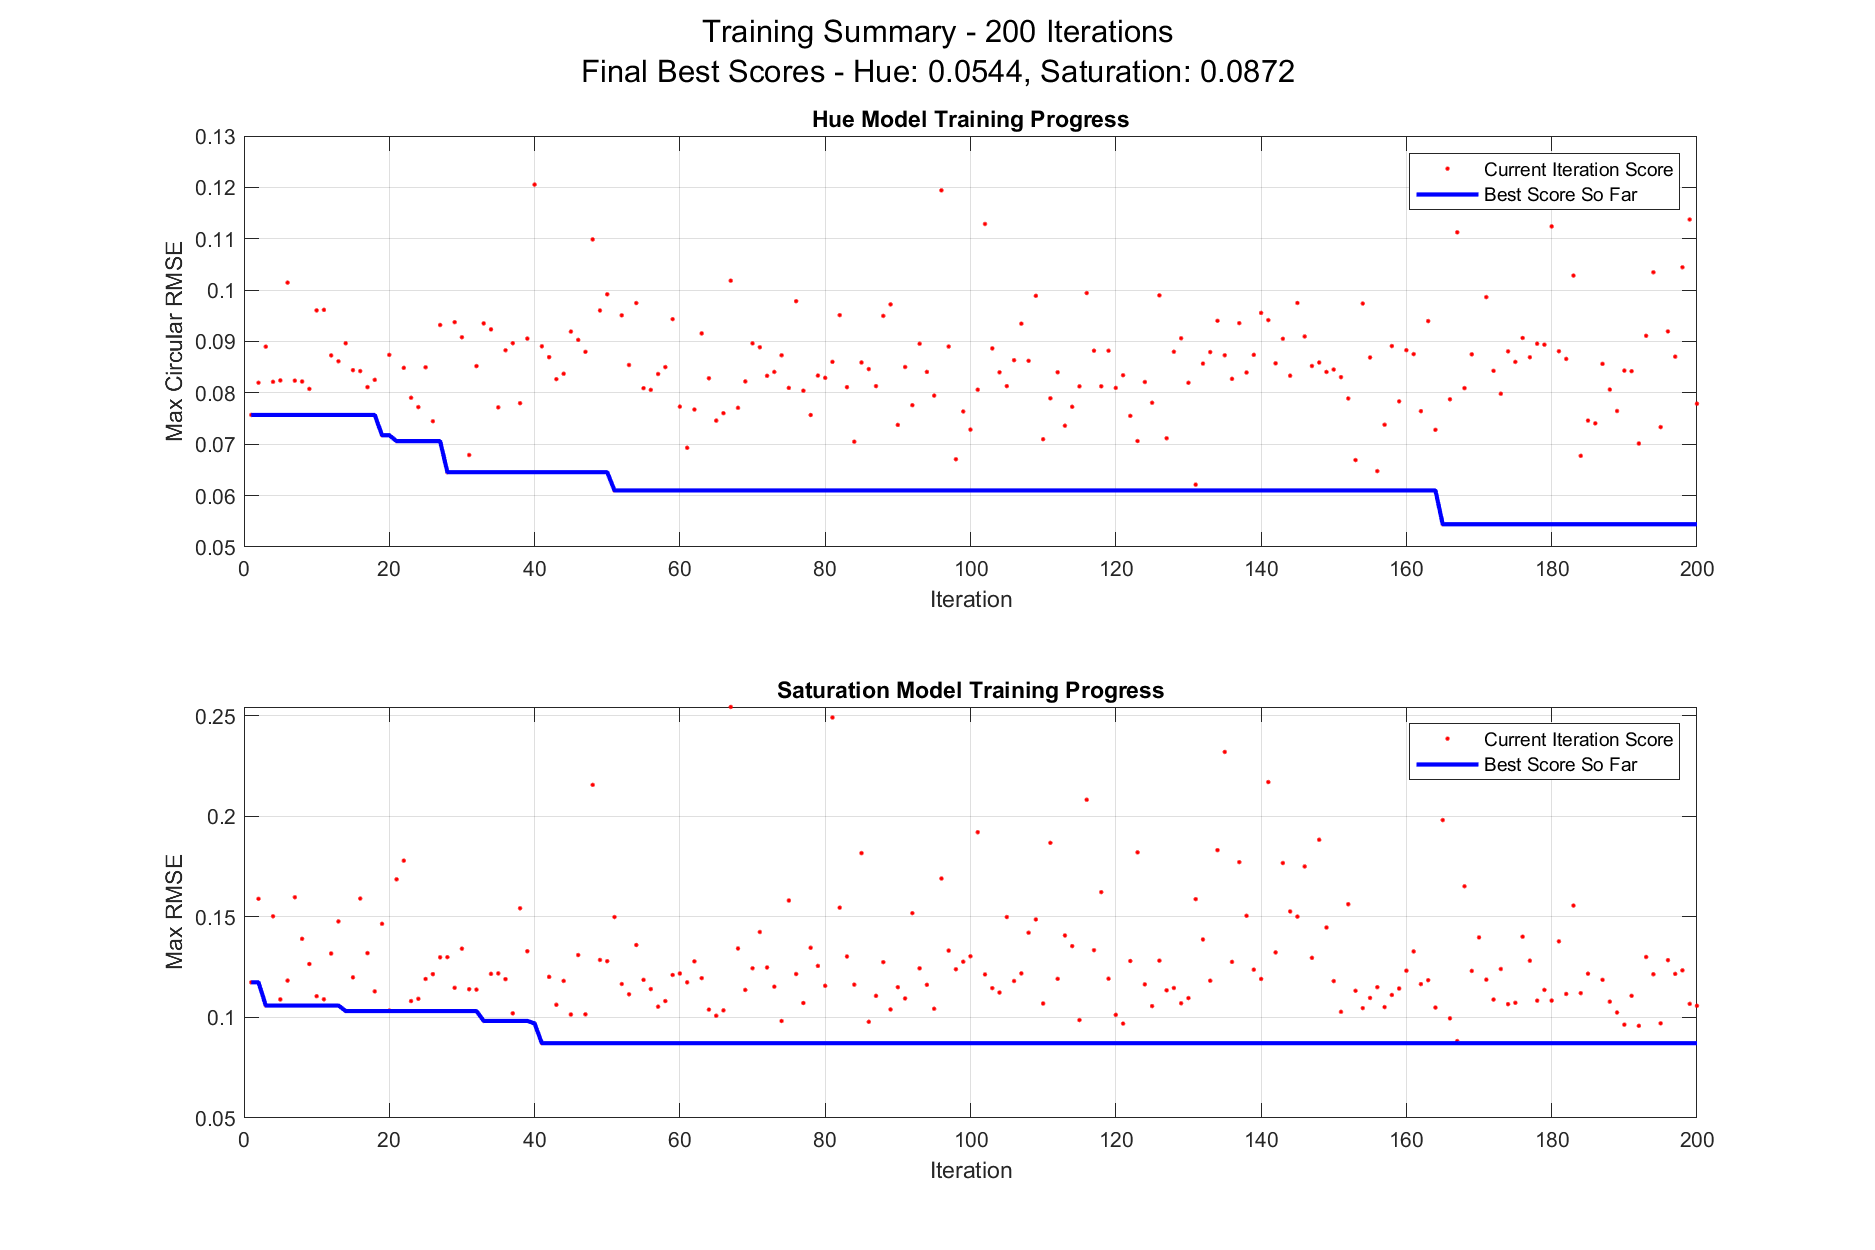 Training Summary - 200 Iterations
Final Best Scores - Hue: 0.0544, Saturation: 0.0872
Hue Model Training Progress
0.13
0.12
0.11
0.1
0.09
0.08
0.07
0.06
0.05
Max Circular RMSE
Current Iteration Score
Best Score So Far
0 20 40 60 80 100 120 140 160 180 200
Iteration
Saturation Model Training Progress
0.25
0.2
0.15
0.1
0.05
Max RMSE
Current Iteration Score
Best Score So Far
0 20 40 60 80 100 120 140 160 180 200
Iteration